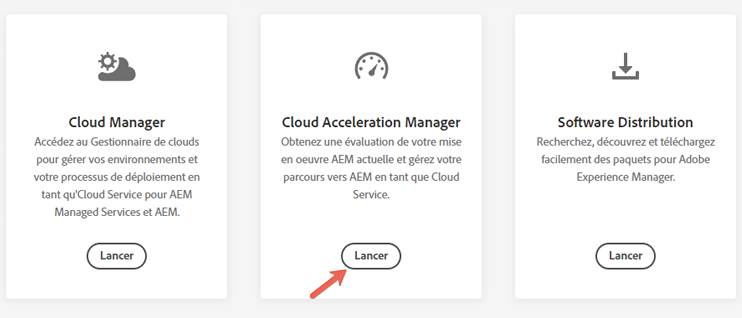 Cloud Manager
Accédez au Gestionnaire de clouds
pour gérer vos environnements et
votre processus de déploiement en
tant qu'Cloud Service pour AEM
Managed Services et AEM.
Lancer
Cloud Acceleration Manager
Obtenez une évaluation de votre mise
en oeuvre AEM actuelle et gérez votre
parcours vers AEM en tant que Cloud
Service.
Lancer
Software Distribution
Recherchez, découvrez et téléchargez
facilement des paquets pour Adobe
Experience Manager.
Lancer